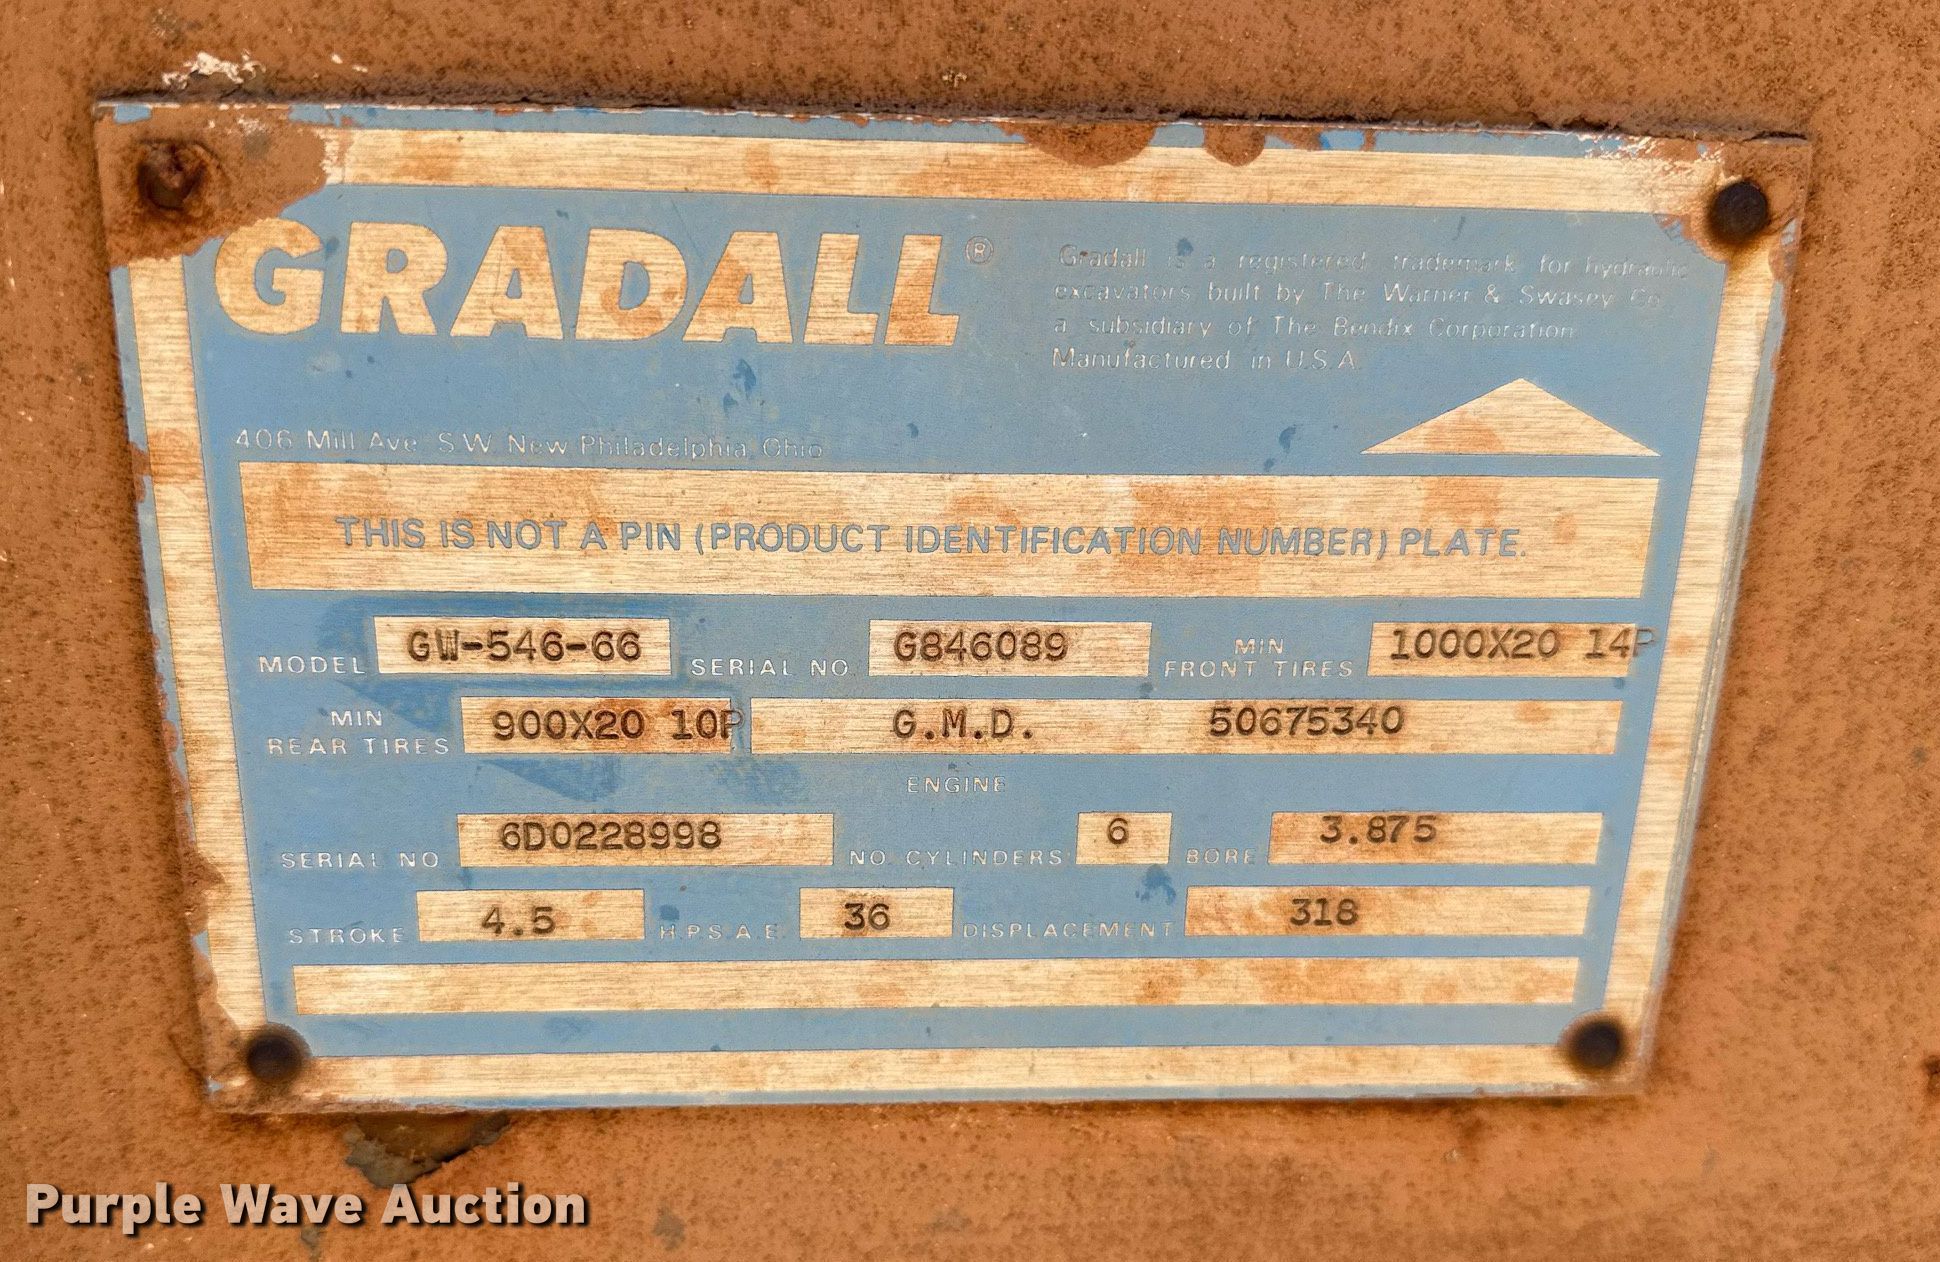 GRADALL®
Gradall is a registered trademark for hydraulic
excavators built by The Warner & Swasey Co.
a subsidiary of The Bendix Corporation
Manufactured in U.S.A.
406 Mill Ave. S.W. New Philadelphia, Ohio
THIS IS NOT A PIN (PRODUCT IDENTIFICATION NUMBER) PLATE.
MODEL GW-546-66 SERIAL NO. G846089 MIN FRONT TIRES 1000X20 14P
MIN REAR TIRES 900X20 10P G.M.D. 50675340
ENGINE
SERIAL NO. 6D0228998 NO. CYLINDERS 6 BORE 3.875
STROKE 4.5 H.P.S.A.E. 36 DISPLACEMENT 318
Purple Wave Auction